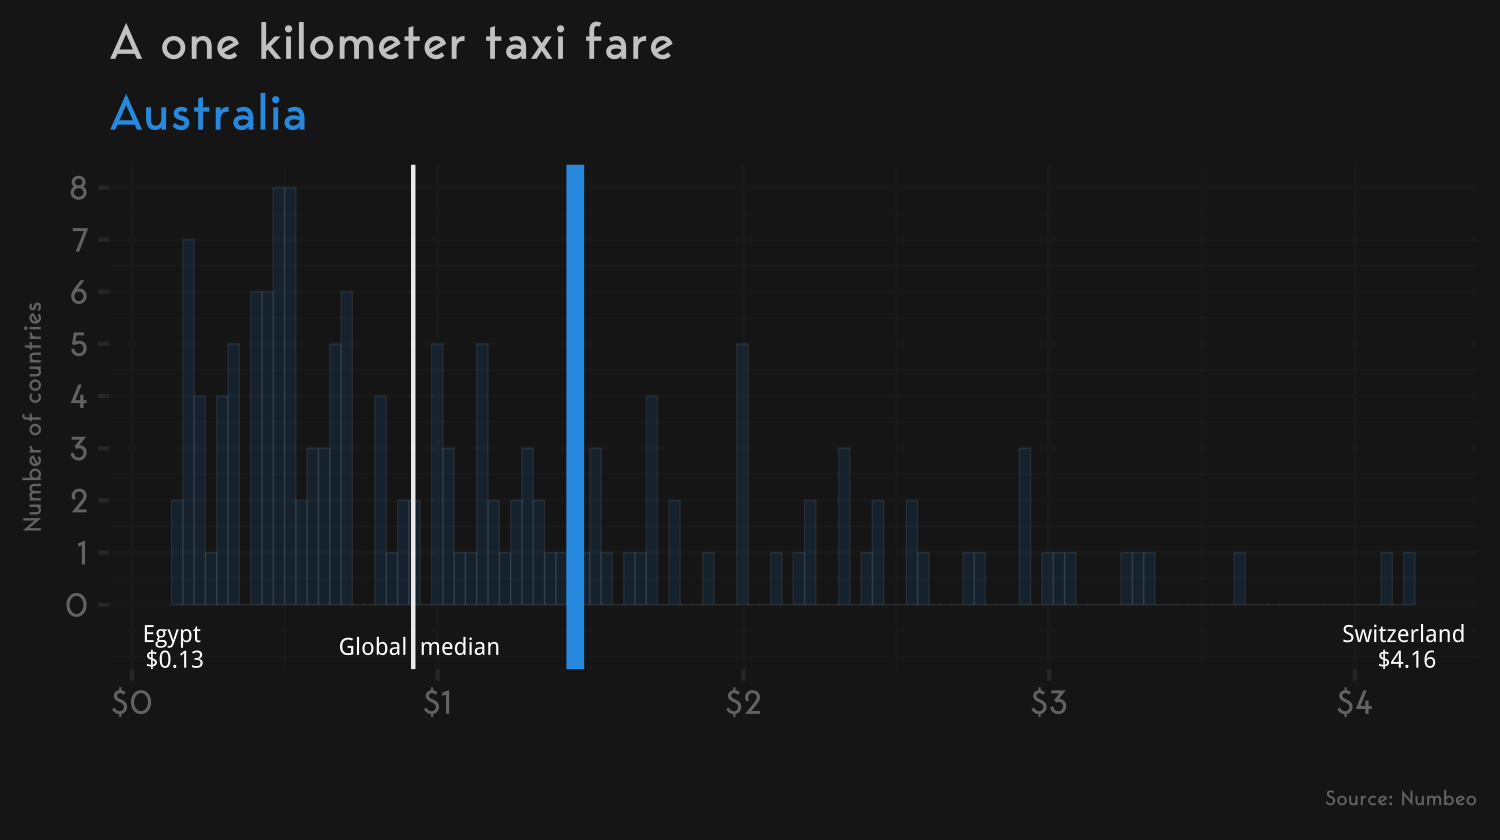 A one kilometer taxi fare
Australia
Number of countries
8
7
6
5
4
3
2
1
0
Egypt
$0.13
Global median
Switzerland
$4.16
$0 $1 $2 $3 $4
Source: Numbeo